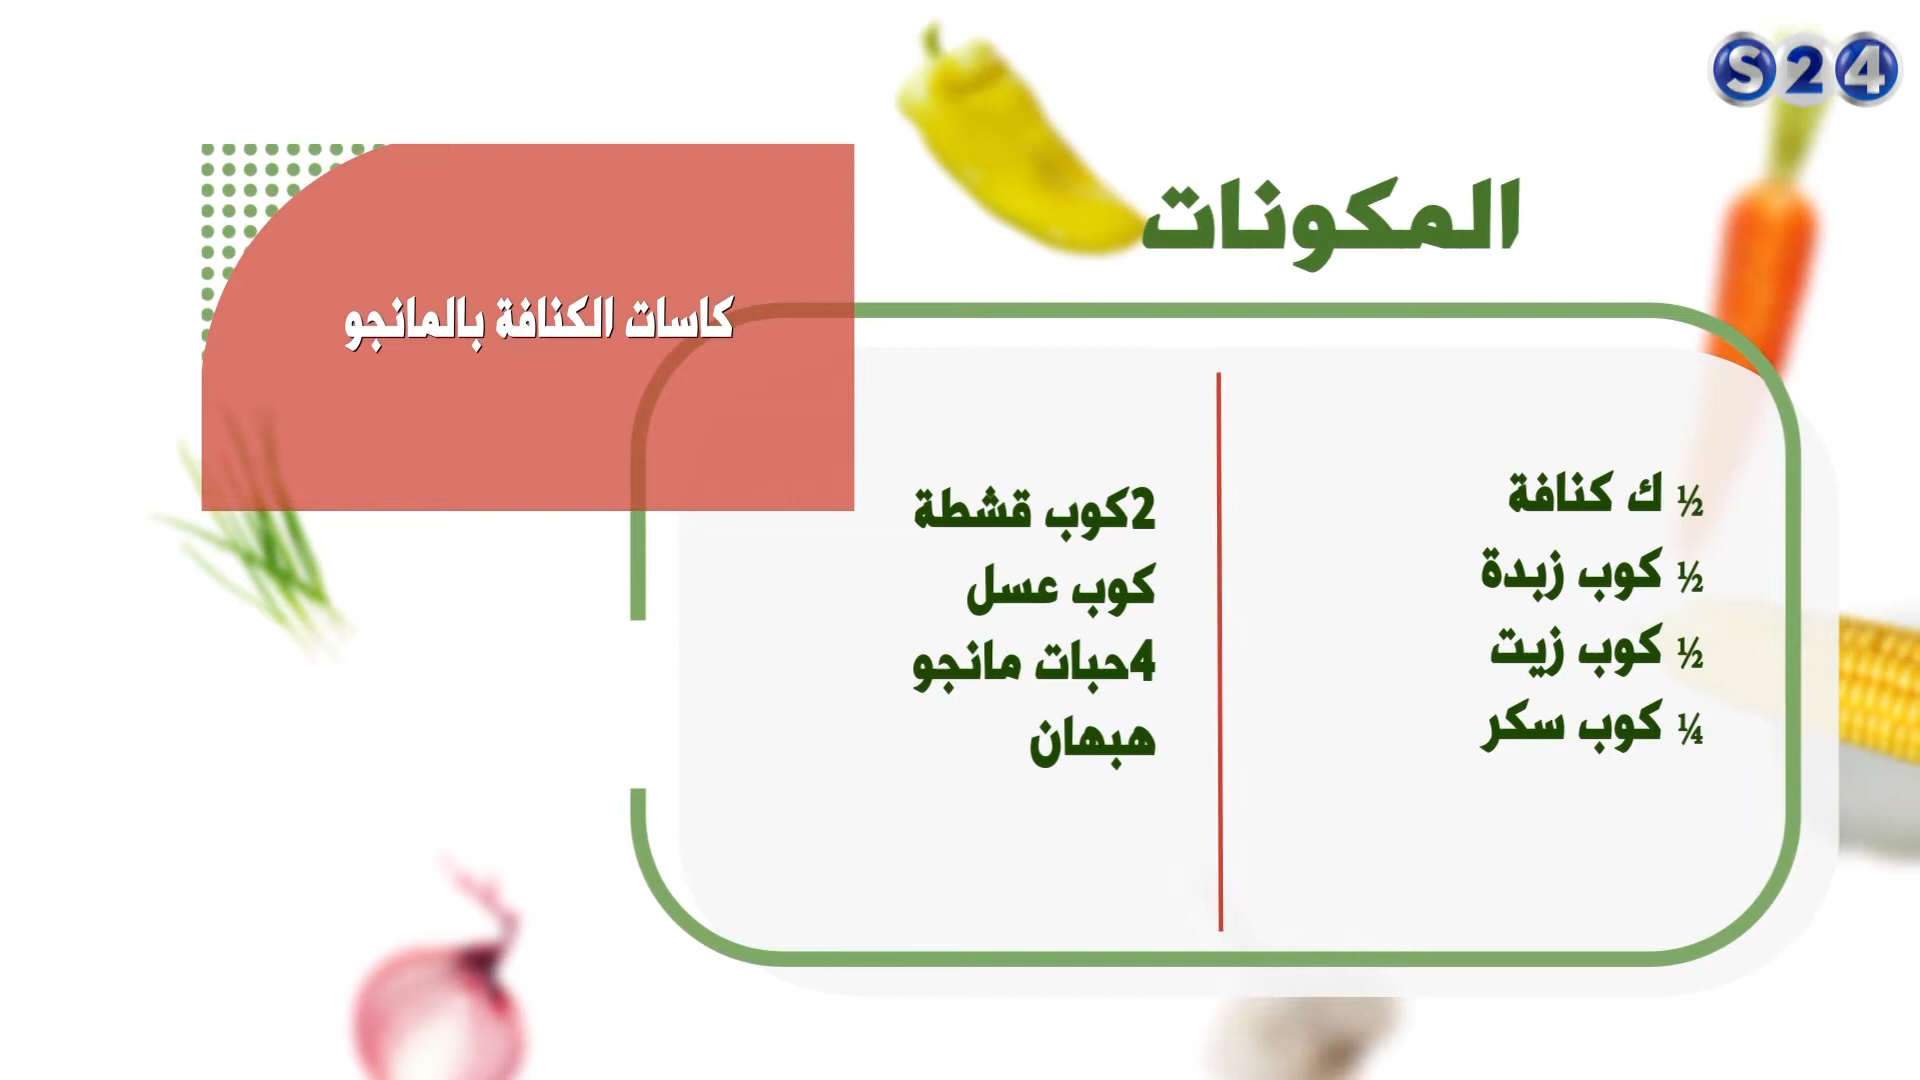 S24
المكونات
كاسات الكنافة بالمانجو
½ ك كنافة
½ كوب زبدة
½ كوب زيت
¼ كوب سكر
2كوب قشطة
كوب عسل
4حبات مانجو
هبهان